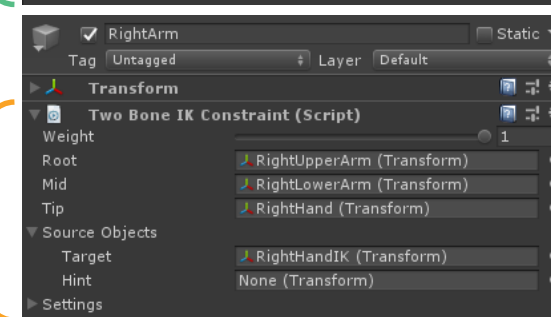 RightArm Static
Tag Untagged Layer Default
Transform
Two Bone IK Constraint (Script)
Weight 1
Root RightUpperArm (Transform)
Mid RightLowerArm (Transform)
Tip RightHand (Transform)
Source Objects
Target RightHandIK (Transform)
Hint None (Transform)
Settings